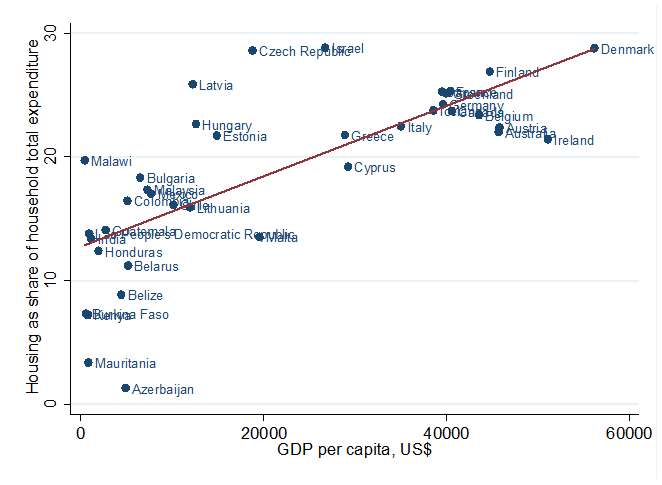 Housing as share of household total expenditure
30
20
10
0
Czech Republic
Israel
Denmark
Finland
Latvia
France
Germany
Hungary
Belgium
Estonia
Greece
Italy
Austria
Australia
Ireland
Malawi
Cyprus
Bulgaria
Malaysia
Mexico
Colombia
Lithuania
Guatemala
People's Democratic Republic
India
Malta
Honduras
Belarus
Belize
Burkina Faso
Kenya
Mauritania
Azerbaijan
0
20000
40000
60000
GDP per capita, US$